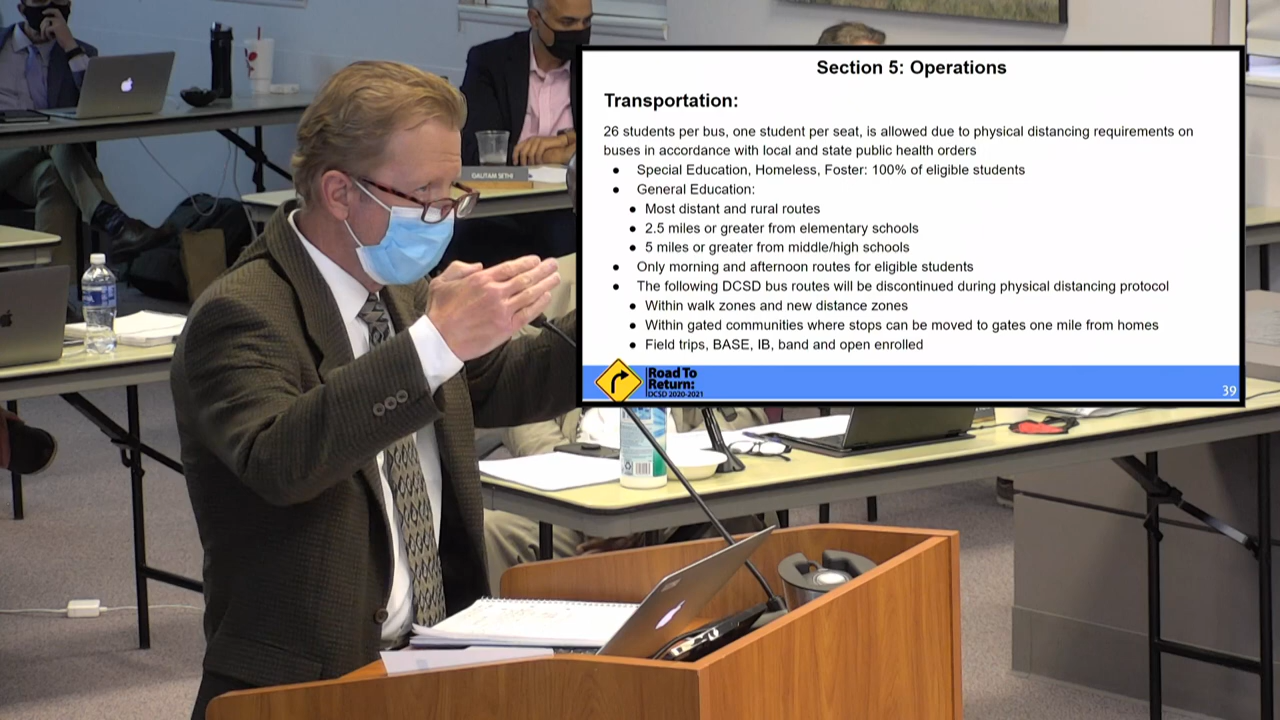 Section 5: Operations
Transportation:
26 students per bus, one student per seat, is allowed due to physical distancing requirements on
buses in accordance with local and state public health orders
● Special Education, Homeless, Foster: 100% of eligible students
● General Education:
● Most distant and rural routes
● 2.5 miles or greater from elementary schools
● 5 miles or greater from middle/high schools
● Only morning and afternoon routes for eligible students
● The following DCSD bus routes will be discontinued during physical distancing protocol
● Within walk zones and new distance zones
● Within gated communities where stops can be moved to gates one mile from homes
● Field trips, BASE, IB, band and open enrolled
Road To
Return:
DCSD 2020-2021
39
GAUTAM SETHI